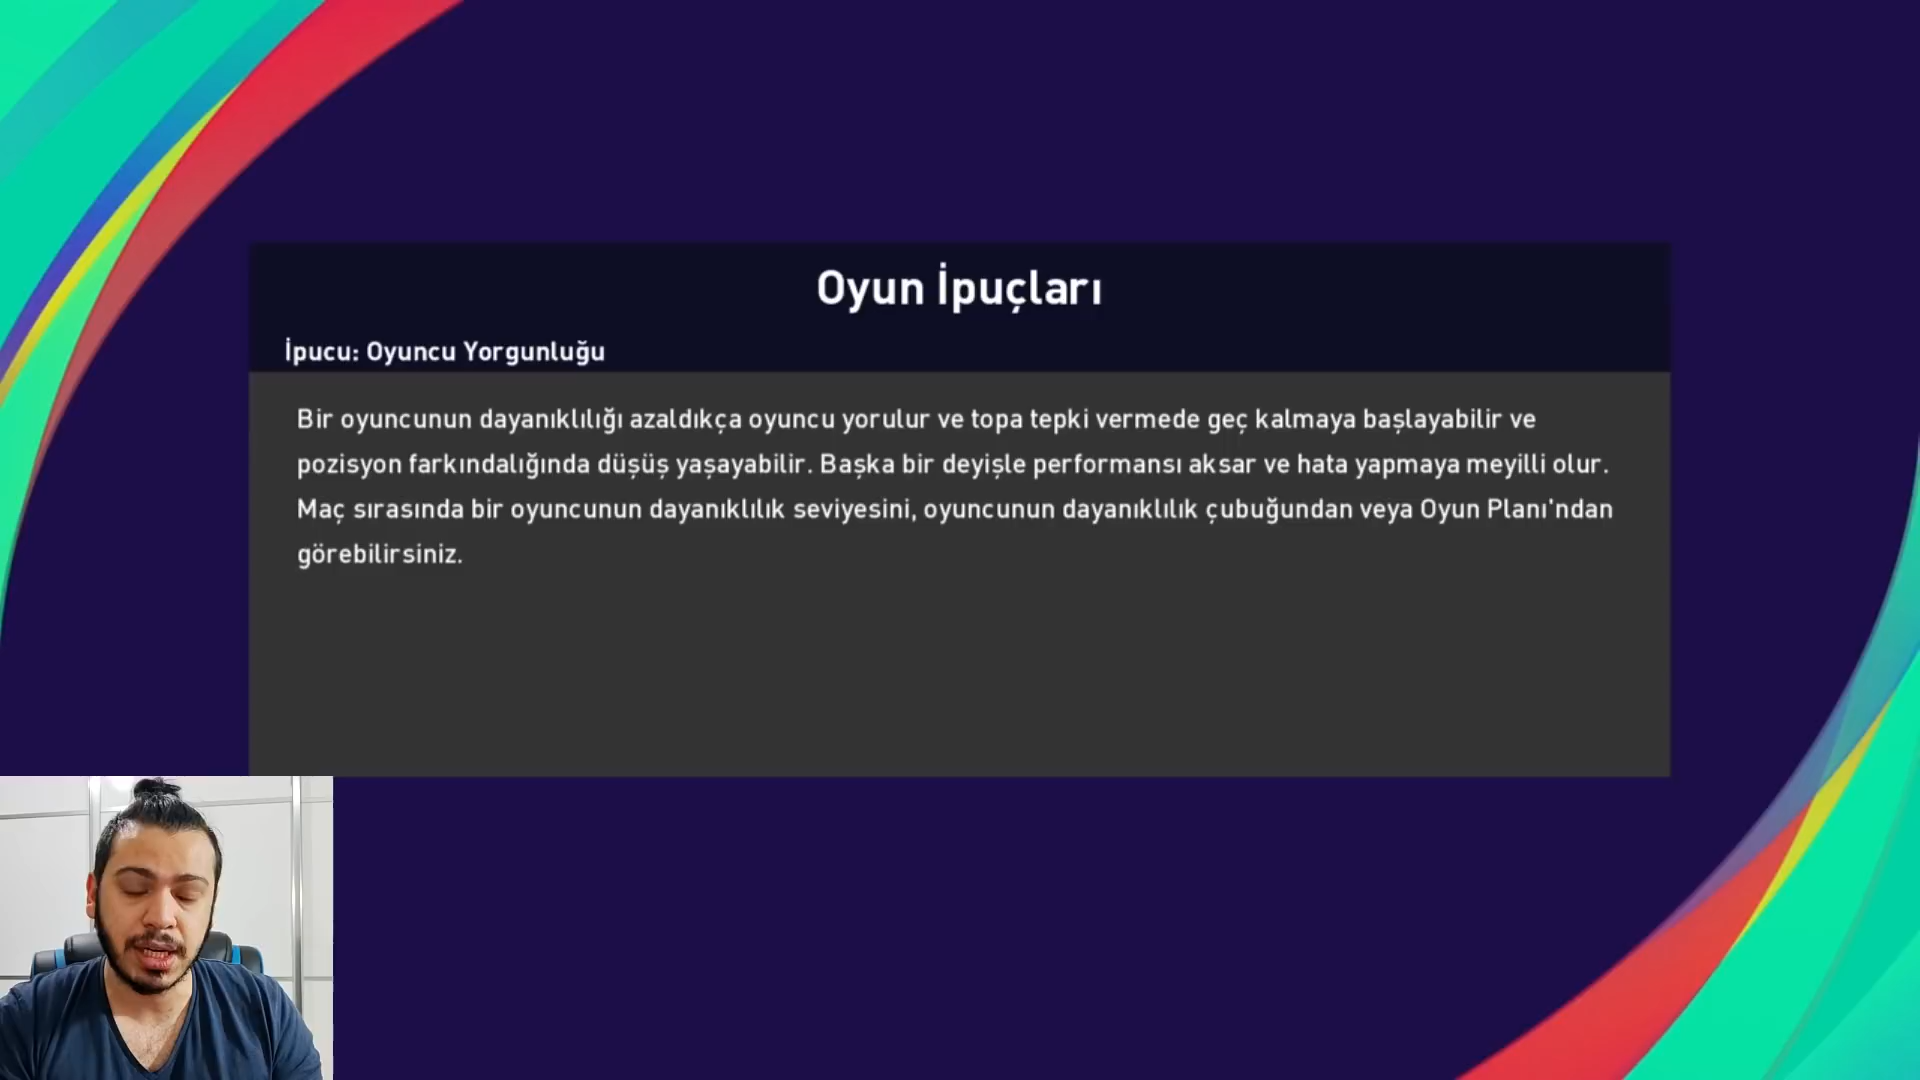 Oyun İpuçları
İpucu: Oyuncu Yorgunluğu
Bir oyuncunun dayanıklılığı azaldıkça oyuncu yorulur ve topa tepki vermede geç kalmaya başlayabilir ve
pozisyon farkındalığında düşüş yaşayabilir. Başka bir deyişle performansı aksar ve hata yapmaya meyilli olur.
Maç sırasında bir oyuncunun dayanıklılık seviyesini, oyuncunun dayanıklılık çubuğundan veya Oyun Planı'ndan
görebilirsiniz.